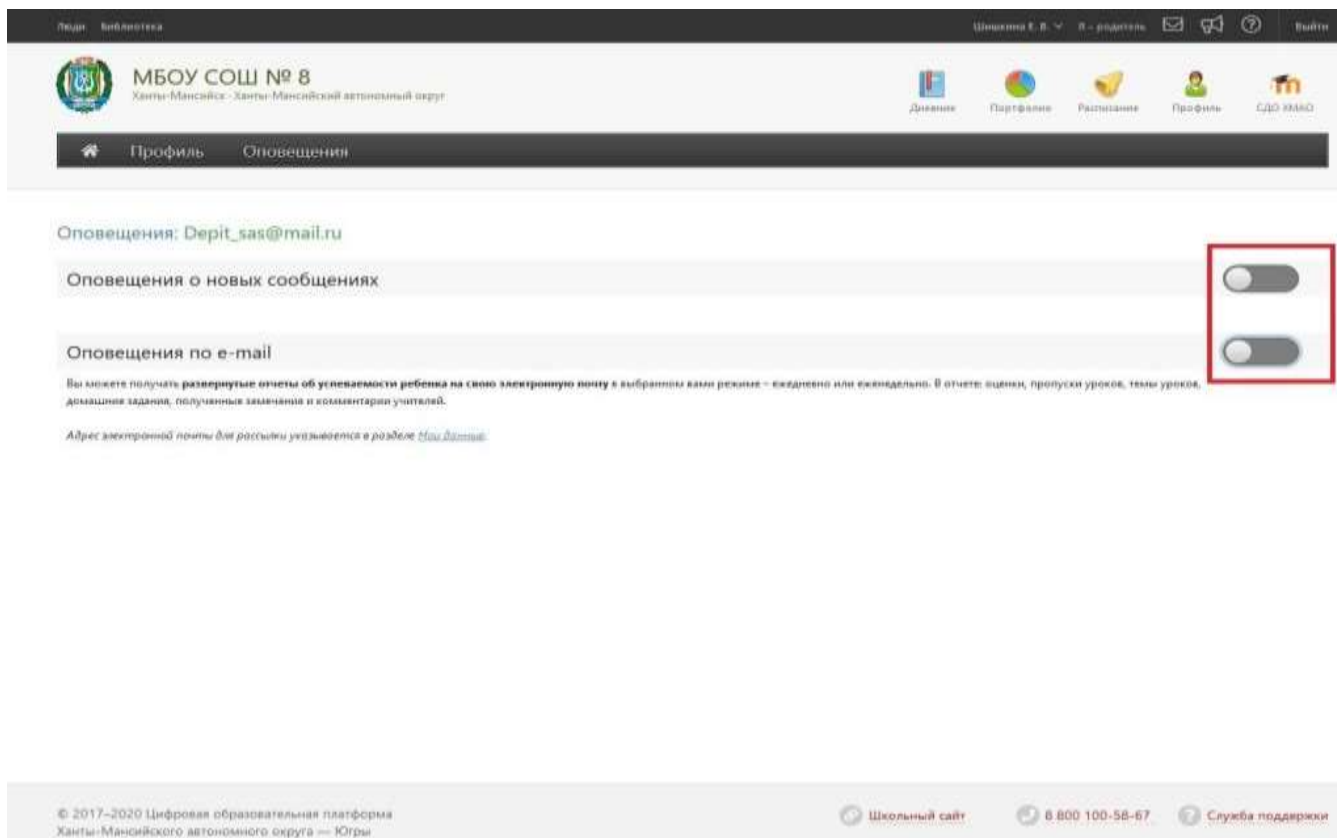 Люди Библиотека Шишкина Е. В. Я – родитель Выйти
МБОУ СОШ № 8
Ханты-Мансийск · Ханты-Мансийский автономный округ
Дневник Портфолио Расписание Профиль СДО ХМАО
Профиль Оповещения
Оповещения: Depit_sas@mail.ru
Оповещения о новых сообщениях
Оповещения по e-mail
Вы можете получать развернутые отчеты об успеваемости ребенка на свою электронную почту в выбранном вами режиме – ежедневно или еженедельно. В отчете: оценки, пропуски уроков, темы уроков,
домашние задания, полученные замечания и комментарии учителей.
Адрес электронной почты для рассылки указывается в разделе Мои данные.
© 2017–2020 Цифровая образовательная платформа Школьный сайт 8 800 100-58-67 Служба поддержки
Ханты-Мансийского автономного округа — Югры